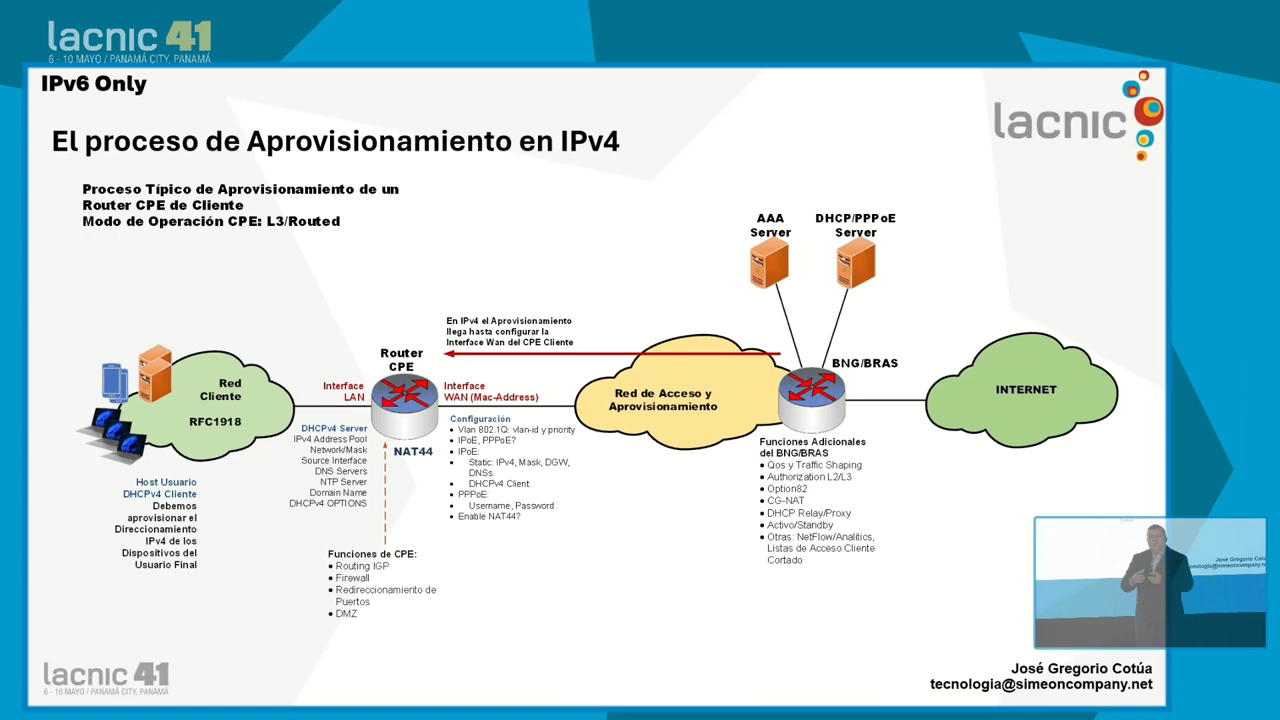 lacnic 41
6 - 10 MAYO / PANAMÁ CITY, PANAMÁ
IPv6 Only
lacnic
El proceso de Aprovisionamiento en IPv4
Proceso Típico de Aprovisionamiento de un
Router CPE de Cliente
Modo de Operación CPE: L3/Routed
AAA
Server
DHCP/PPPoE
Server
En IPv4 el Aprovisionamiento
llega hasta configurar la
Interface Wan del CPE Cliente
Router
CPE
BNG/BRAS
Red
Cliente
RFC1918
Interface
LAN
Interface
WAN (Mac-Address)
Red de Acceso y
Aprovisionamiento
INTERNET
DHCPv4 Server
IPv4 Address Pool
Network/Mask
Source Interface
DNS Servers
NTP Server
Domain Name
DHCPv4 OPTIONS
NAT44
Configuración
• Vlan 802.1Q: vlan-id y priority
• IPoE, PPPoE?
• IPoE:
• Static: IPv4, Mask, DGW,
DNSs.
• DHCPv4 Client.
• PPPoE:
• Username, Password.
• Enable NAT44?
Funciones Adicionales
del BNG/BRAS
• Qos y Traffic Shaping
• Authorization L2/L3
• Option82
• CG-NAT
• DHCP Relay/Proxy
• Activo/Standby
• Otras: NetFlow/Analitics,
Listas de Acceso Cliente
Cortado
Host Usuario
DHCPv4 Cliente
Debemos
aprovisionar el
Direccionamiento
IPv4 de los
Dispositivos del
Usuario Final
Funciones de CPE:
• Routing IGP
• Firewall
• Redireccionamiento de
Puertos
• DMZ
José Gregorio Cotú
tecnologia@simeoncompany.n
lacnic 41
6 - 10 MAYO / PANAMÁ CITY, PANAMÁ
José Gregorio Cotúa
tecnologia@simeoncompany.net